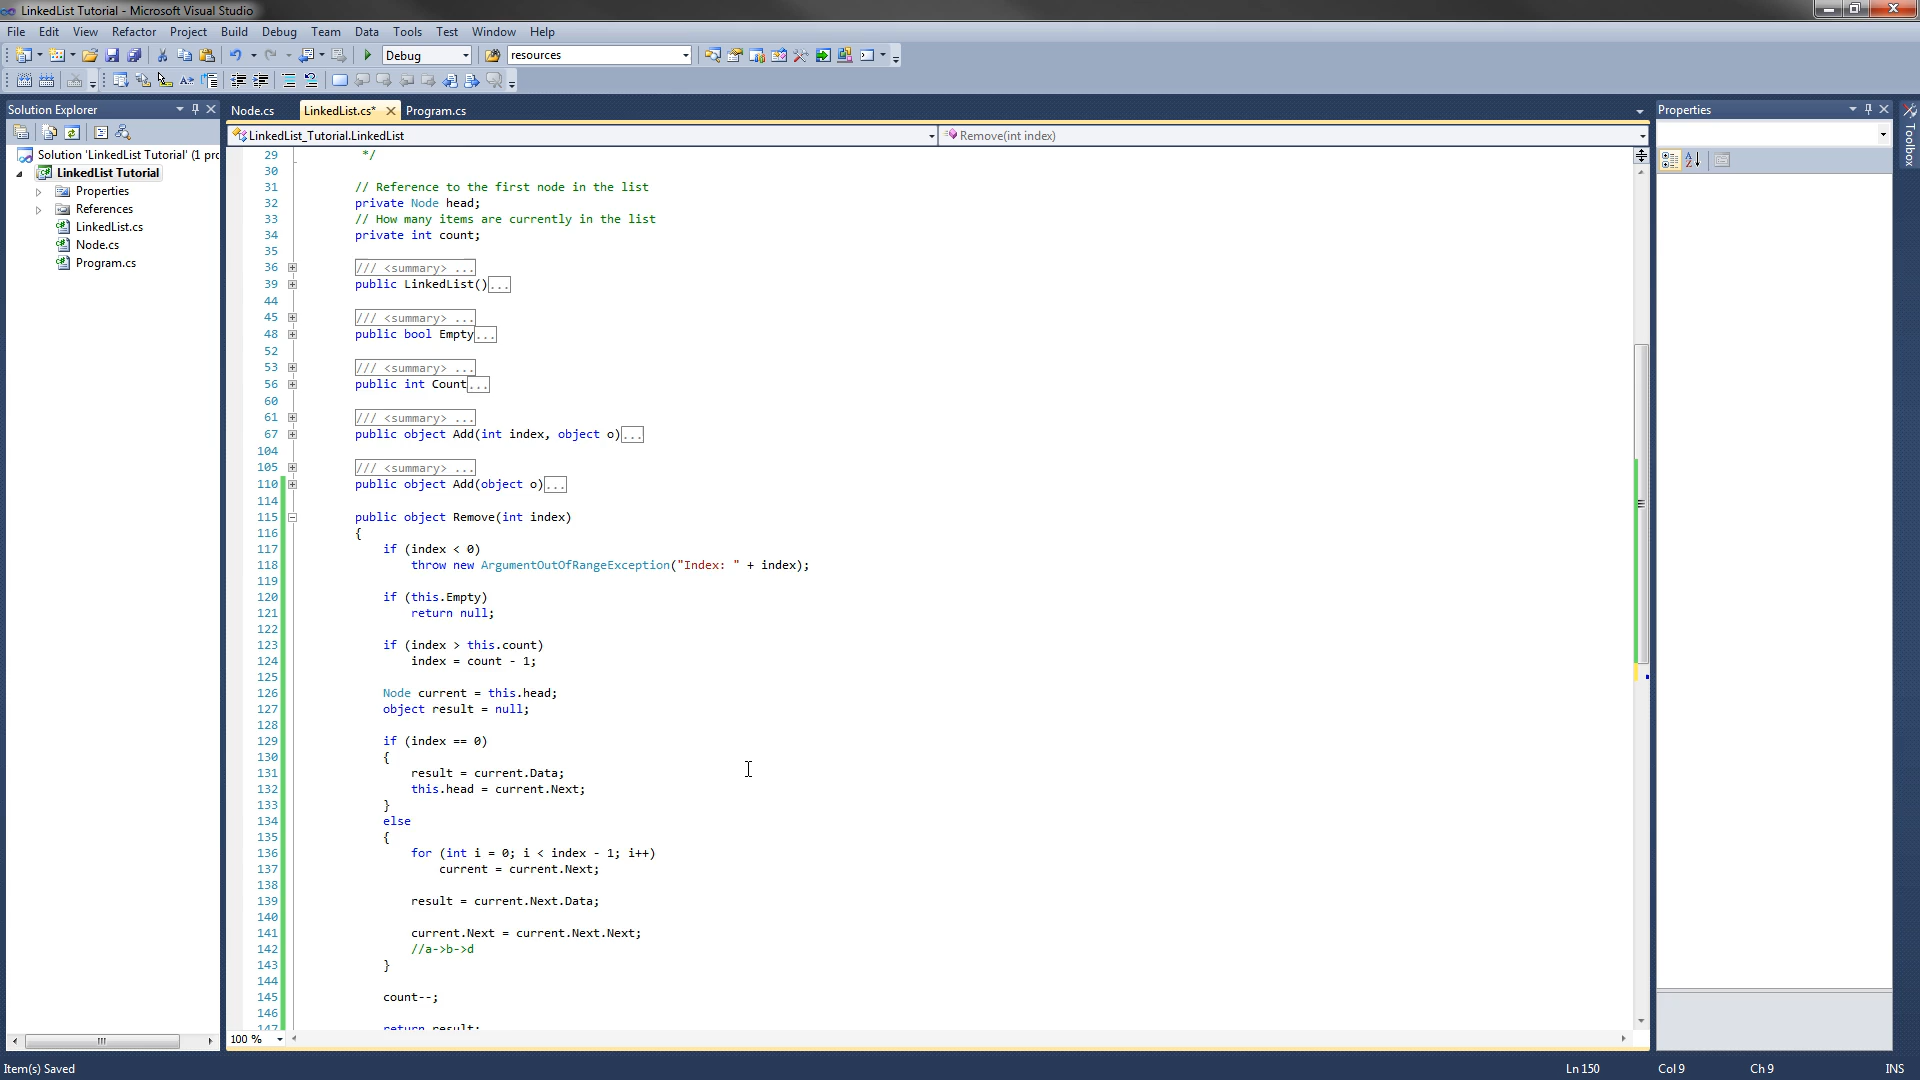 LinkedList Tutorial - Microsoft Visual Studio
File Edit View Refactor Project Build Debug Team Data Tools Test Window Help
Debug resources
Solution Explorer
Node.cs LinkedList.cs* Program.cs
Properties
Toolbox
LinkedList_Tutorial.LinkedList Remove(int index)
Solution 'LinkedList Tutorial' (1 pro
LinkedList Tutorial
Properties
References
LinkedList.cs
Node.cs
Program.cs
29 */
30
31 // Reference to the first node in the list
32 private Node head;
33 // How many items are currently in the list
34 private int count;
35
36 /// <summary> ...
39 public LinkedList()...
44
45 /// <summary> ...
48 public bool Empty...
52
53 /// <summary> ...
56 public int Count...
60
61 /// <summary> ...
67 public object Add(int index, object o)...
104
105 /// <summary> ...
110 public object Add(object o)...
114
115 public object Remove(int index)
116 {
117 if (index < 0)
118 throw new ArgumentOutOfRangeException("Index: " + index);
119
120 if (this.Empty)
121 return null;
122
123 if (index > this.count)
124 index = count - 1;
125
126 Node current = this.head;
127 object result = null;
128
129 if (index == 0)
130 {
131 result = current.Data;
132 this.head = current.Next;
133 }
134 else
135 {
136 for (int i = 0; i < index - 1; i++)
137 current = current.Next;
138
139 result = current.Next.Data;
140
141 current.Next = current.Next.Next;
142 //a->b->d
143 }
144
145 count--;
146
147 return result;
100 %
Item(s) Saved Ln 150 Col 9 Ch 9 INS